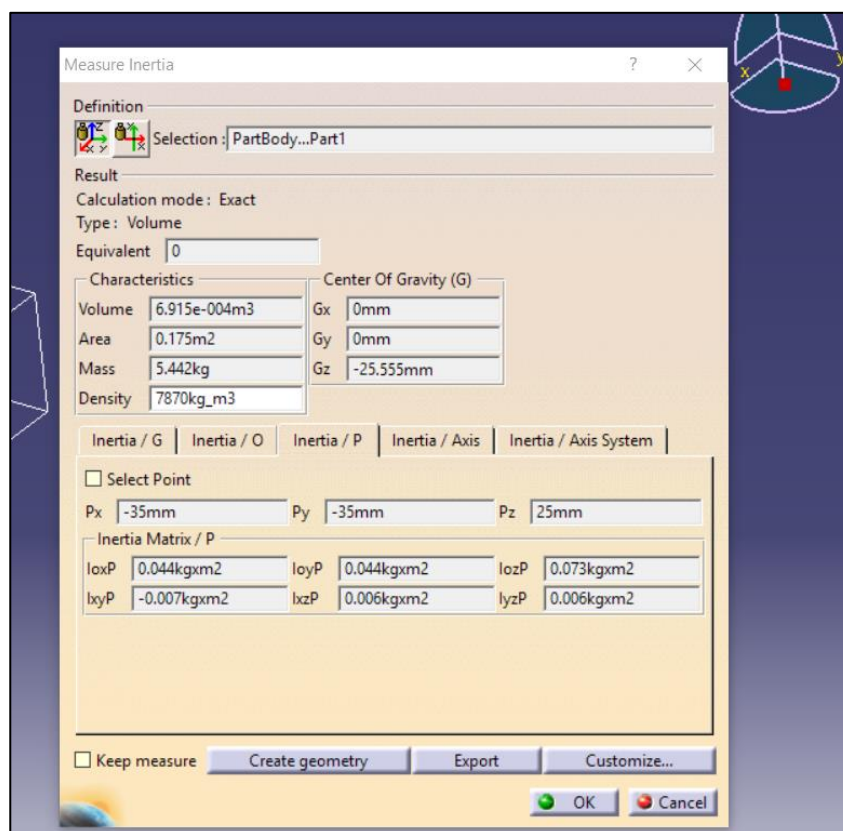 Measure Inertia ? ×
x y
Definition
Z X Y Y X Selection : PartBody...Part1
Result
Calculation mode : Exact
Type : Volume
Equivalent 0
Characteristics Center Of Gravity (G)
Volume 6.915e-004m3 Gx 0mm
Area 0.175m2 Gy 0mm
Mass 5.442kg Gz -25.555mm
Density 7870kg_m3
Inertia / G Inertia / O Inertia / P Inertia / Axis Inertia / Axis System
Select Point
Px -35mm Py -35mm Pz 25mm
Inertia Matrix / P
IoxP 0.044kgxm2 IoyP 0.044kgxm2 IozP 0.073kgxm2
IxyP -0.007kgxm2 IxzP 0.006kgxm2 IyzP 0.006kgxm2
Keep measure Create geometry Export Customize...
OK Cancel